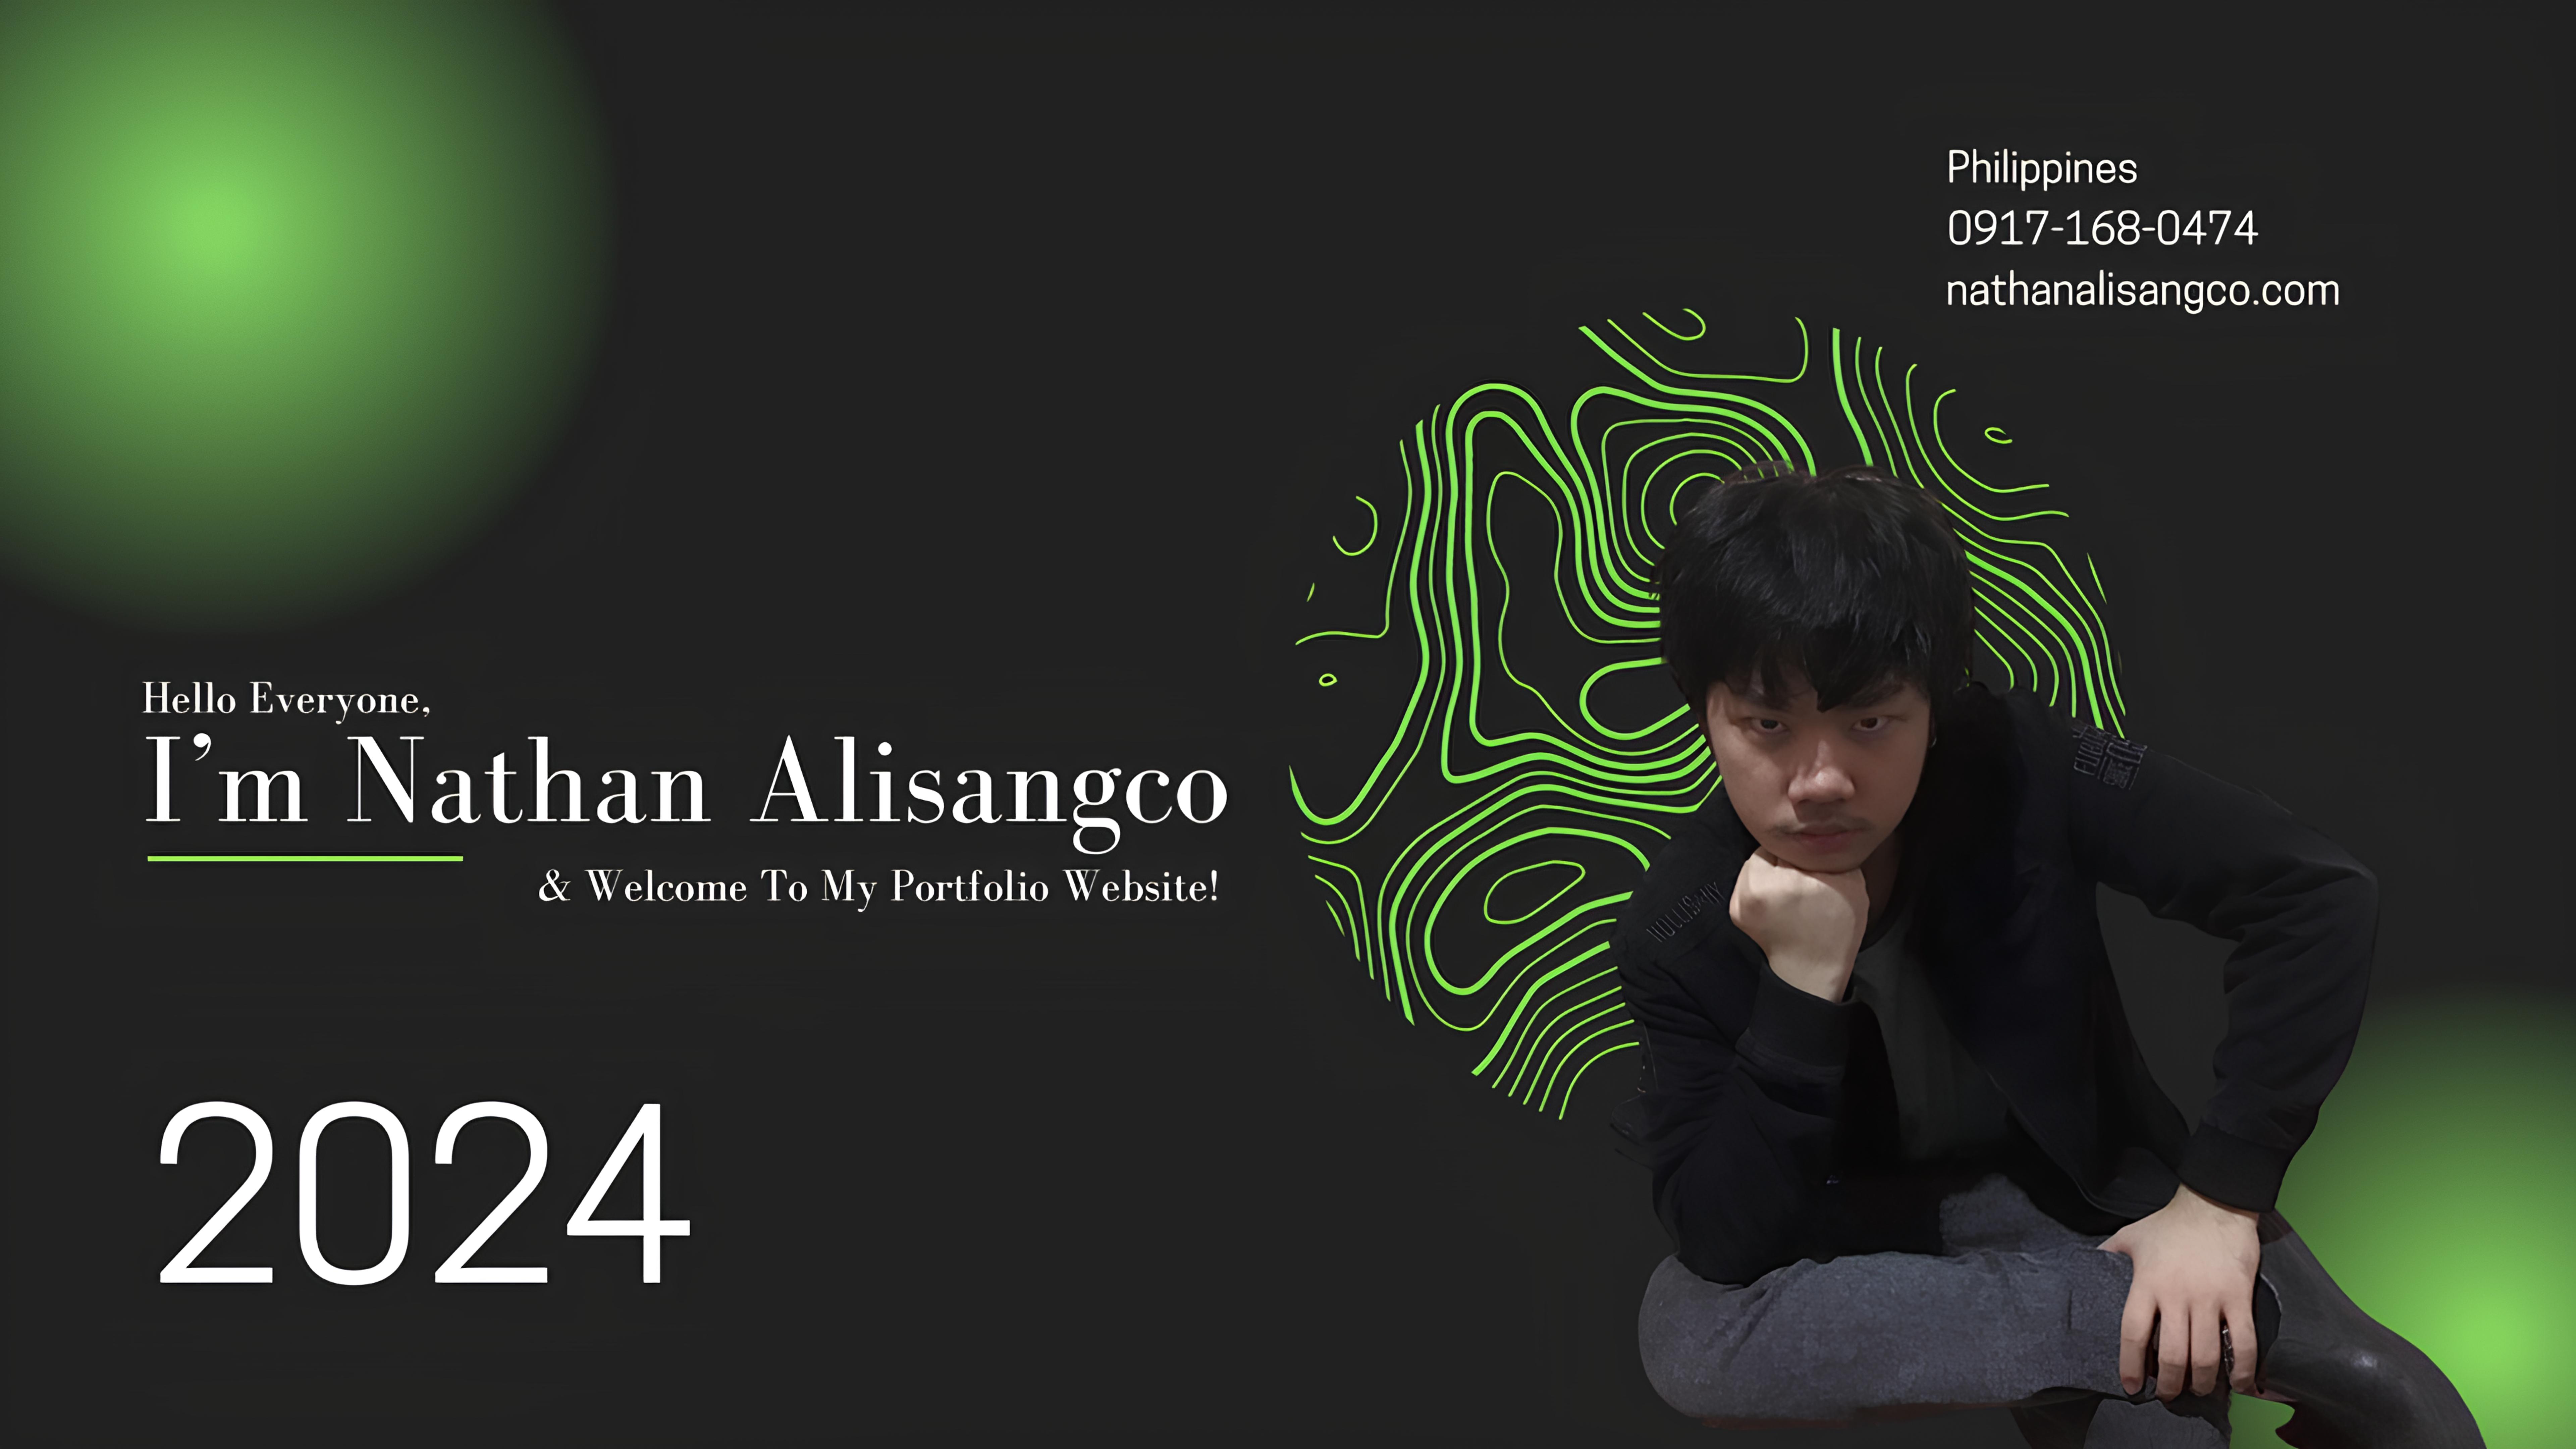 Philippines
0917-168-0474
nathanalisangco.com
Hello Everyone,
I’m Nathan Alisangco
& Welcome To My Portfolio Website!
2024